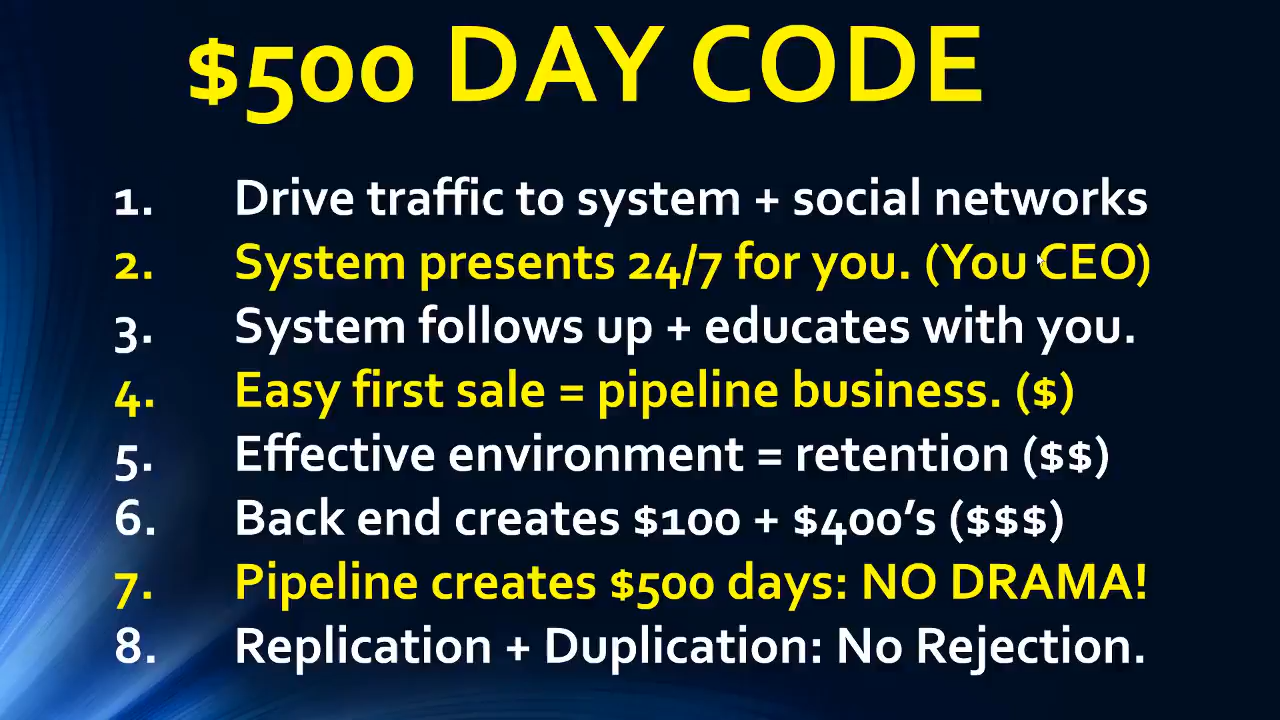 $500 DAY CODE
1. Drive traffic to system + social networks
2. System presents 24/7 for you. (You CEO)
3. System follows up + educates with you.
4. Easy first sale = pipeline business. ($)
5. Effective environment = retention ($$)
6. Back end creates $100 + $400’s ($$$)
7. Pipeline creates $500 days: NO DRAMA!
8. Replication + Duplication: No Rejection.